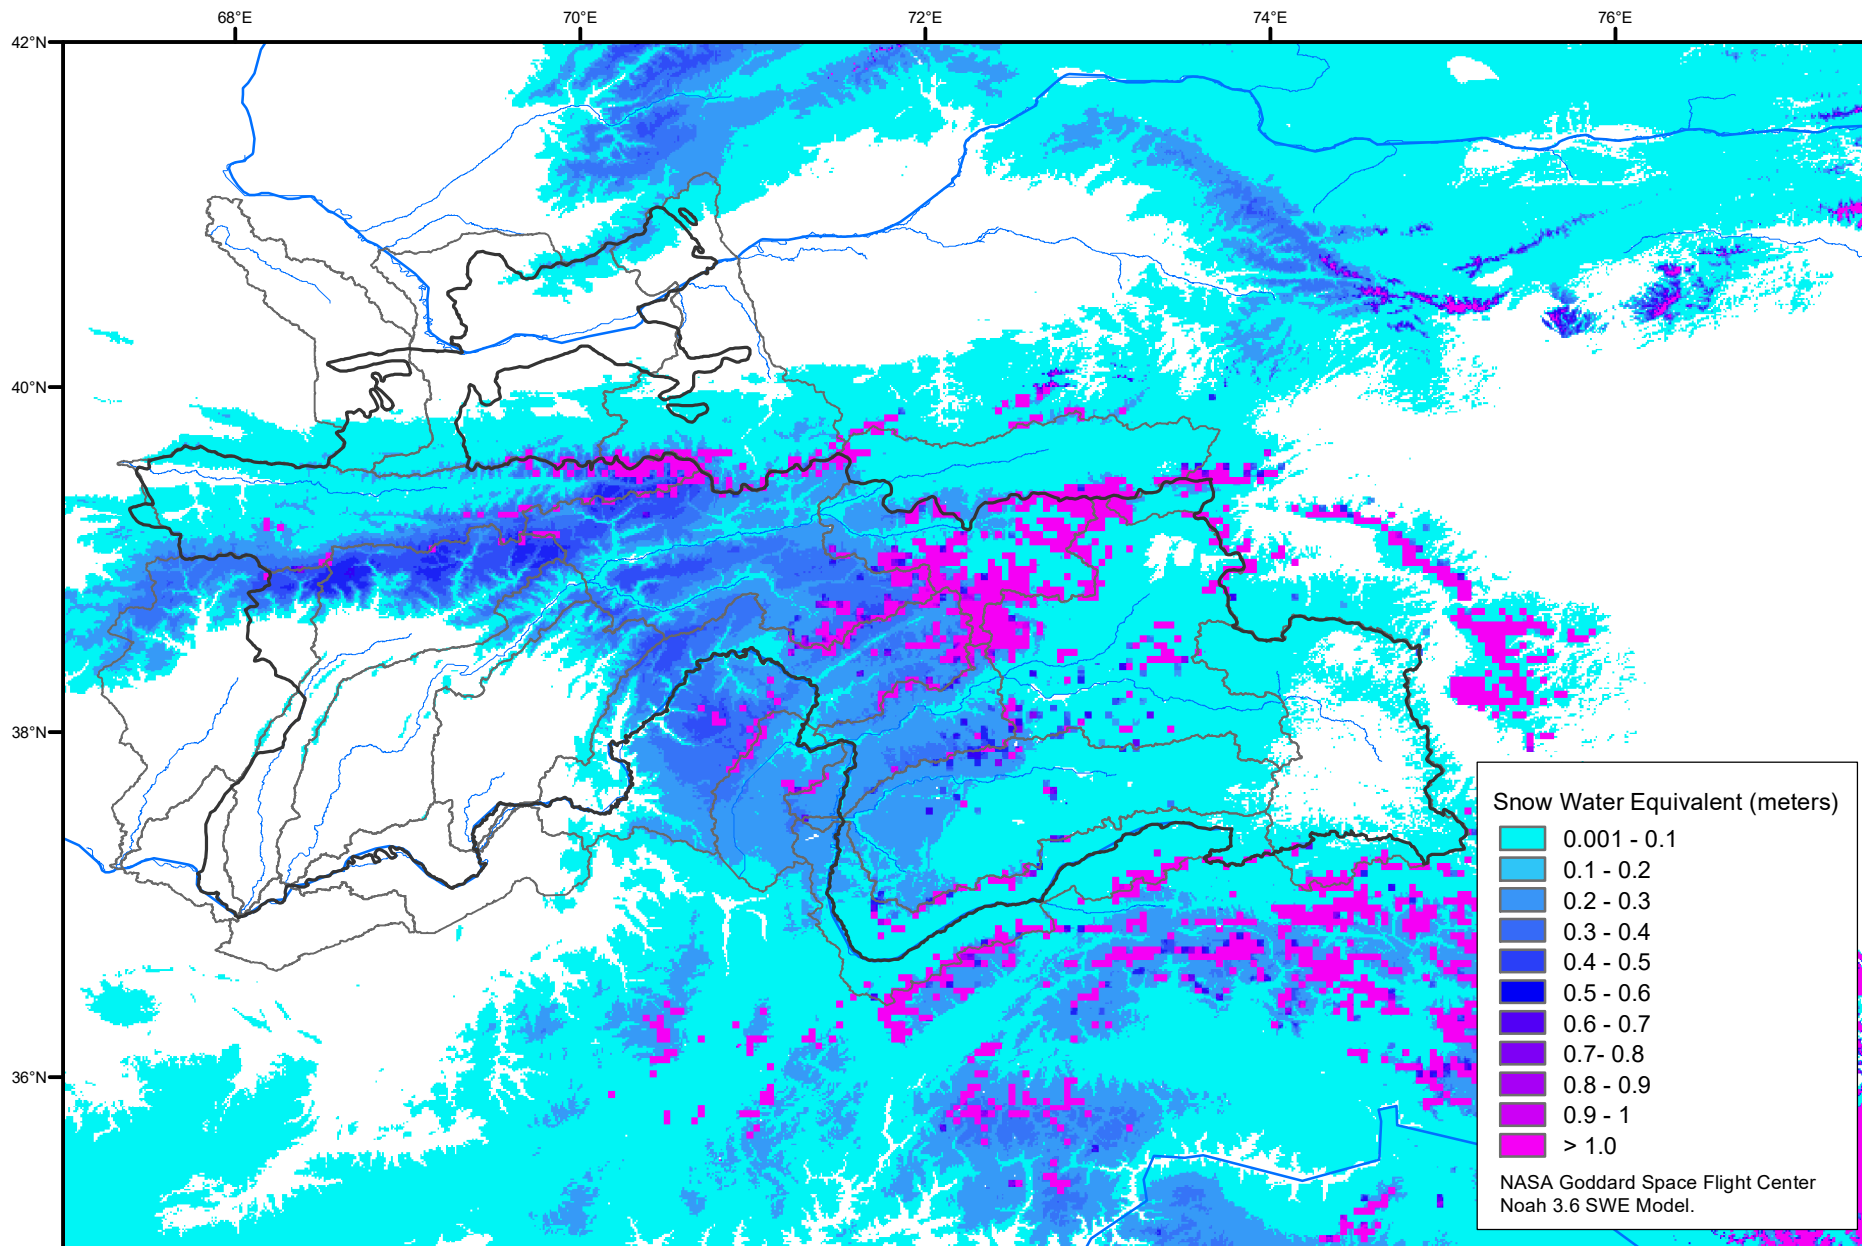 68°E
70°E
72°E
74°E
76°E
42°N
40°N
38°N
36°N
Snow Water Equivalent (meters)
0.001 - 0.1
0.1 - 0.2
0.2 - 0.3
0.3 - 0.4
0.4 - 0.5
0.5 - 0.6
0.6 - 0.7
0.7- 0.8
0.8 - 0.9
0.9 - 1
> 1.0
NASA Goddard Space Flight Center
Noah 3.6 SWE Model.